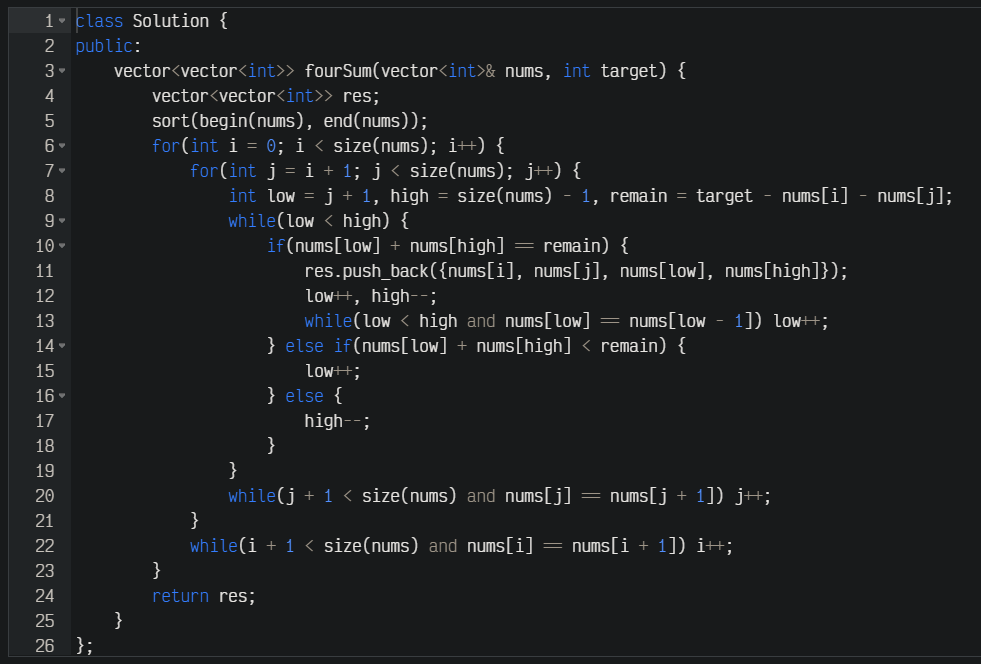 1 class Solution {
2 public:
3     vector<vector<int>> fourSum(vector<int>& nums, int target) {
4         vector<vector<int>> res;
5         sort(begin(nums), end(nums));
6         for(int i = 0; i < size(nums); i++) {
7             for(int j = i + 1; j < size(nums); j++) {
8                 int low = j + 1, high = size(nums) - 1, remain = target - nums[i] - nums[j];
9                 while(low < high) {
10                     if(nums[low] + nums[high] == remain) {
11                         res.push_back({nums[i], nums[j], nums[low], nums[high]});
12                         low++, high--;
13                         while(low < high and nums[low] == nums[low - 1]) low++;
14                     } else if(nums[low] + nums[high] < remain) {
15                         low++;
16                     } else {
17                         high--;
18                     }
19                 }
20                 while(j + 1 < size(nums) and nums[j] == nums[j + 1]) j++;
21             }
22             while(i + 1 < size(nums) and nums[i] == nums[i + 1]) i++;
23         }
24         return res;
25     }
26 };